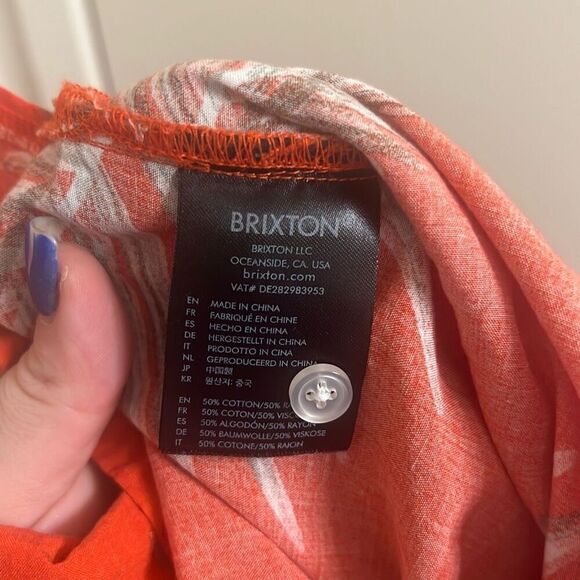 BRIXTON®
BRIXTON LLC
OCEANSIDE, CA. USA
brixton.com
VAT# DE282983953
EN MADE IN CHINA
FR FABRIQUÉ EN CHINE
ES HECHO EN CHINA
DE HERGESTELLT IN CHINA
IT PRODOTTO IN CINA
NL GEPRODUCEERD IN CHINA
JP 中国製
KR 원산지: 중국
EN 50% COTTON/50%
FR 50% COTON/50%
ES 50% ALGODÓN/50% RAYON
DE 50% BAUMWOLLE/50% VISKOSE
IT 50% COTONE/50% RAION